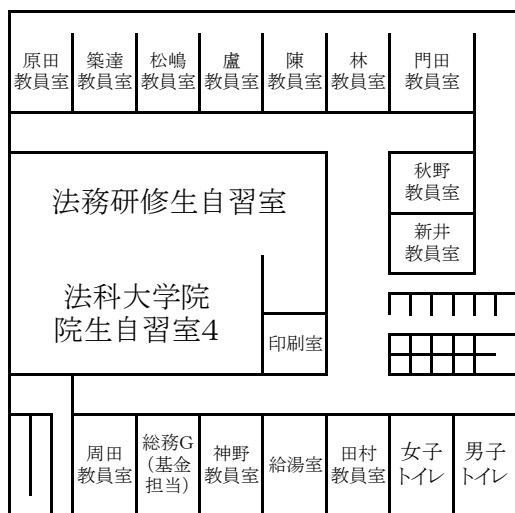 原田
教員室
築達
教員室
松嶋
教員室
盧
教員室
陳
教員室
林
教員室
門田
教員室
秋野
教員室
新井
教員室
法務研修生自習室
法科大学院
院生自習室4
印刷室
周田
教員室
総務G
(基金
担当)
神野
教員室
給湯室
田村
教員室
女子
トイレ
男子
トイレ